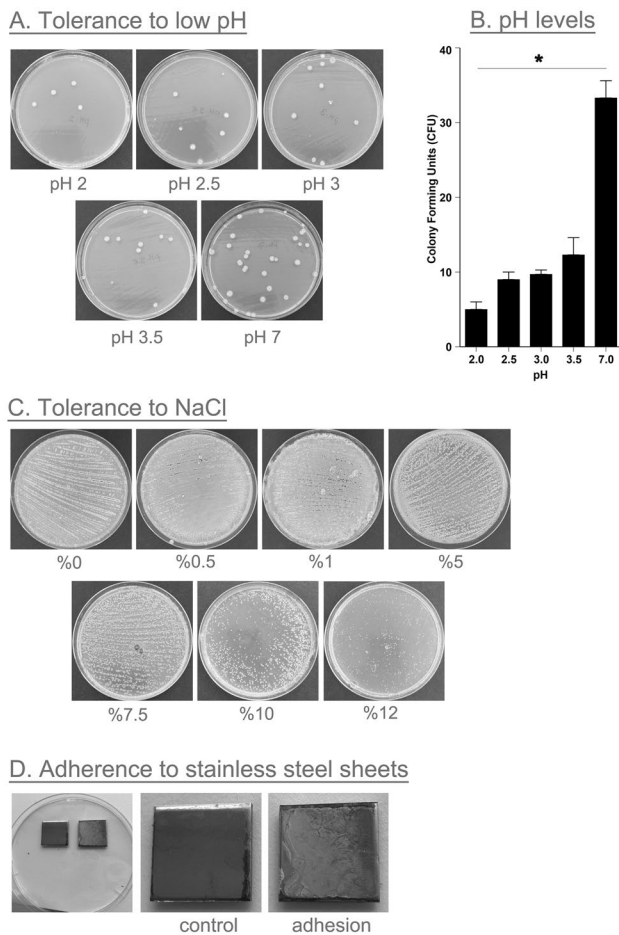 A. Tolerance to low pH
pH 2
pH 2.5
pH 3
pH 3.5
pH 7
B. pH levels
*
Colony Forming Units (CFU)
40
30
20
10
0
2.0 2.5 3.0 3.5 7.0
pH
C. Tolerance to NaCl
%0
%0.5
%1
%5
%7.5
%10
%12
D. Adherence to stainless steel sheets
control
adhesion